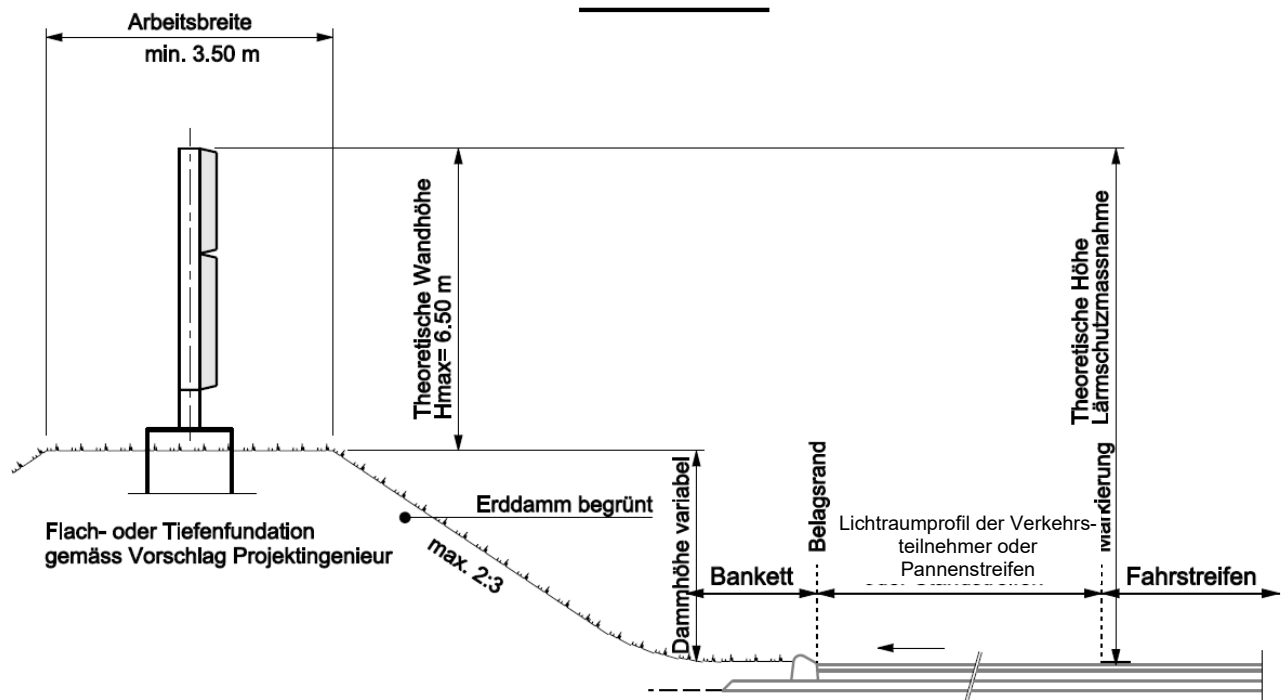 Arbeitsbreite
min. 3.50 m
Theoretische Wandhöhe
Hmax= 6.50 m
Theoretische Höhe
Lärmschutzmassnahme
Dammhöhe variabel
Belagsrand
Markierung
Erddamm begrünt
max. 2:3
Flach- oder Tiefenfundation
gemäss Vorschlag Projektingenieur
Lichtraumprofil der Verkehrs-
teilnehmer oder
Pannenstreifen
Bankett
Fahrstreifen